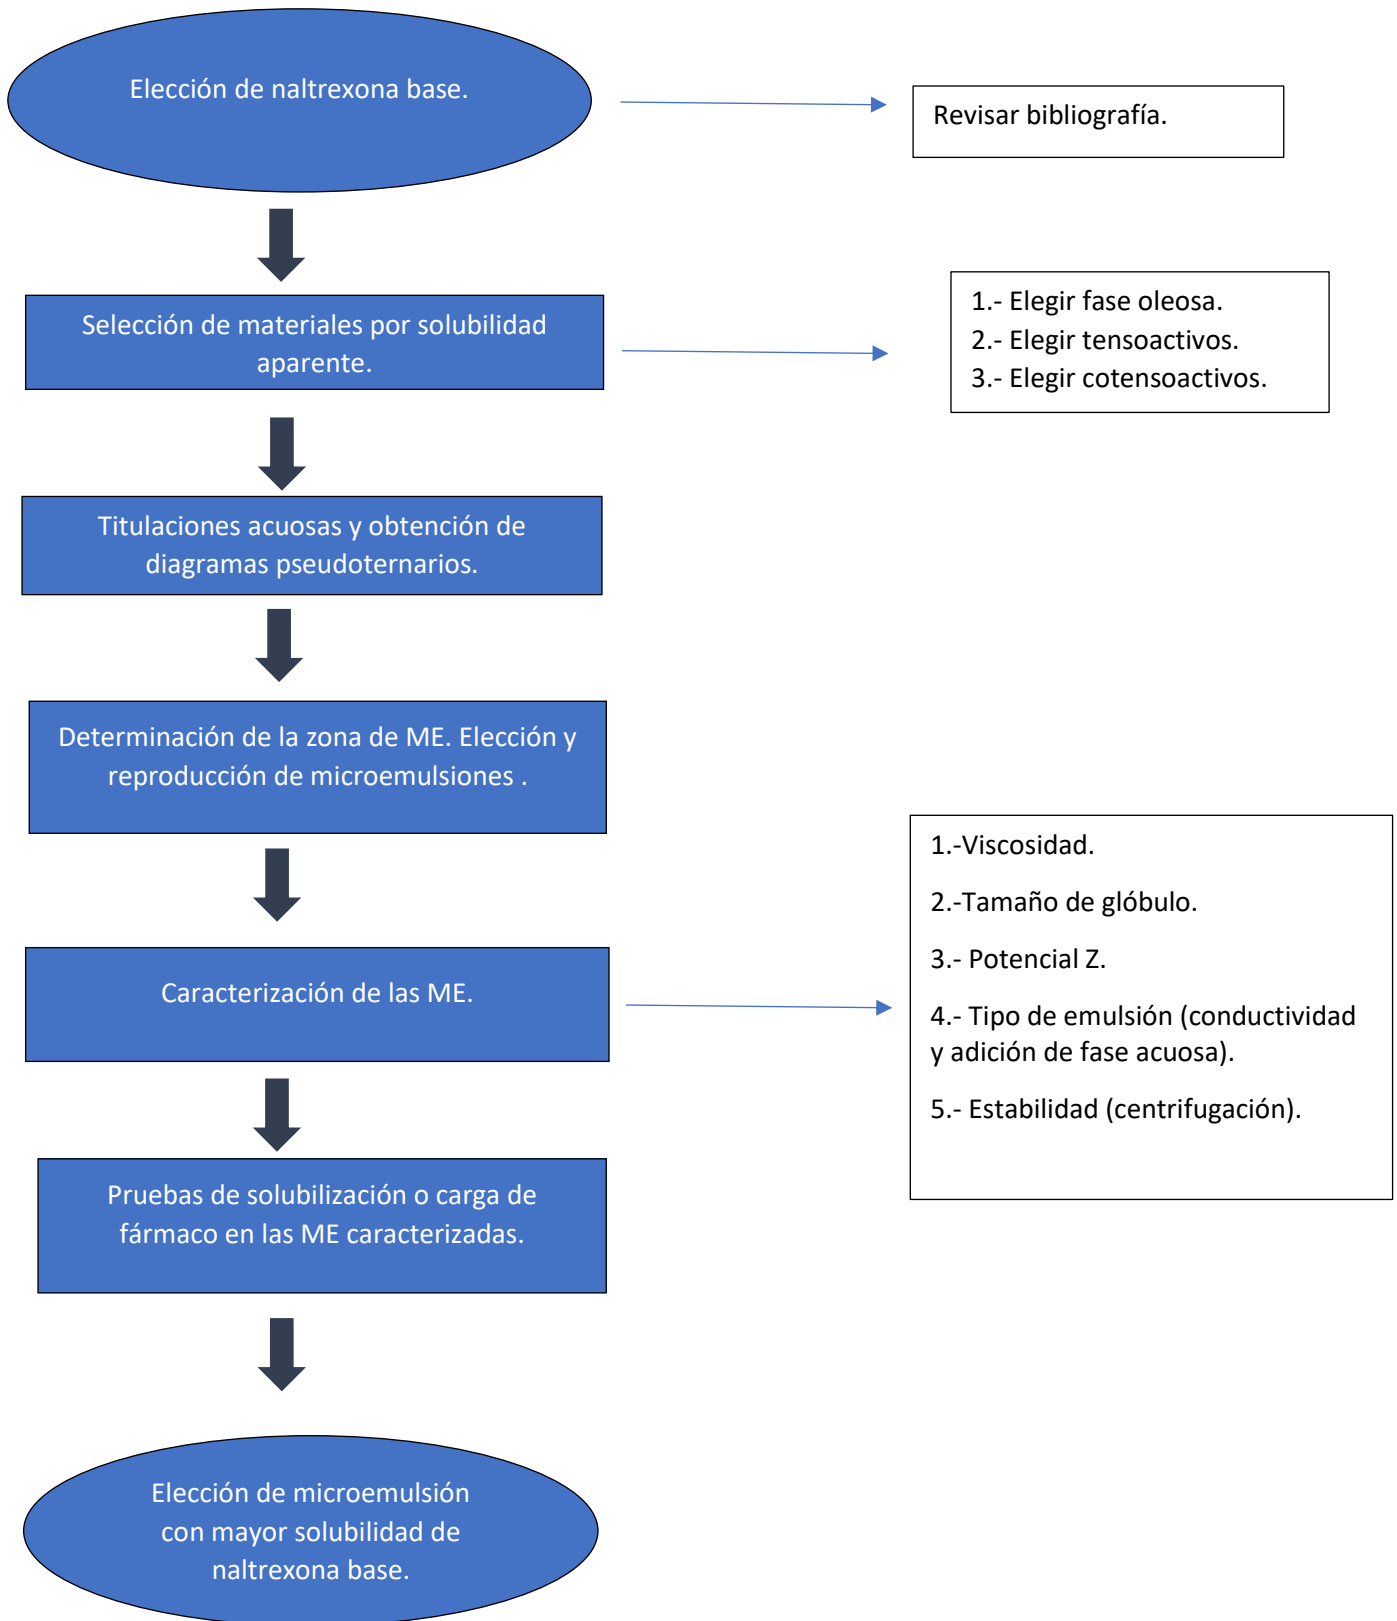 Elección de naltrexona base.
Revisar bibliografía.
Selección de materiales por solubilidad
aparente.
1.- Elegir fase oleosa.
2.- Elegir tensoactivos.
3.- Elegir cotensoactivos.
Titulaciones acuosas y obtención de
diagramas pseudoternarios.
Determinación de la zona de ME. Elección y
reproducción de microemulsiones .
Caracterización de las ME.
1.-Viscosidad.
2.-Tamaño de glóbulo.
3.- Potencial Z.
4.- Tipo de emulsión (conductividad
y adición de fase acuosa).
5.- Estabilidad (centrifugación).
Pruebas de solubilización o carga de
fármaco en las ME caracterizadas.
Elección de microemulsión
con mayor solubilidad de
naltrexona base.